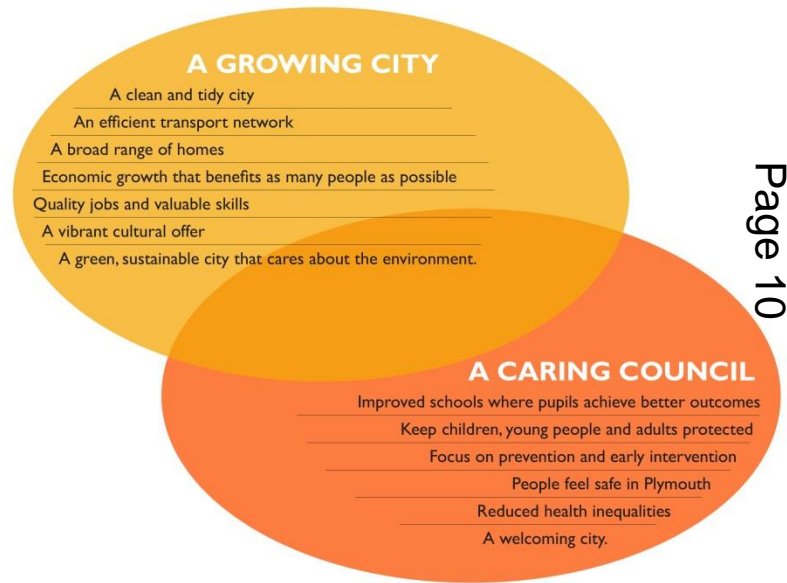 A GROWING CITY
A clean and tidy city
An efficient transport network
A broad range of homes
Economic growth that benefits as many people as possible
Quality jobs and valuable skills
A vibrant cultural offer
A green, sustainable city that cares about the environment.
A CARING COUNCIL
Improved schools where pupils achieve better outcomes
Keep children, young people and adults protected
Focus on prevention and early intervention
People feel safe in Plymouth
Reduced health inequalities
A welcoming city.
Page 10